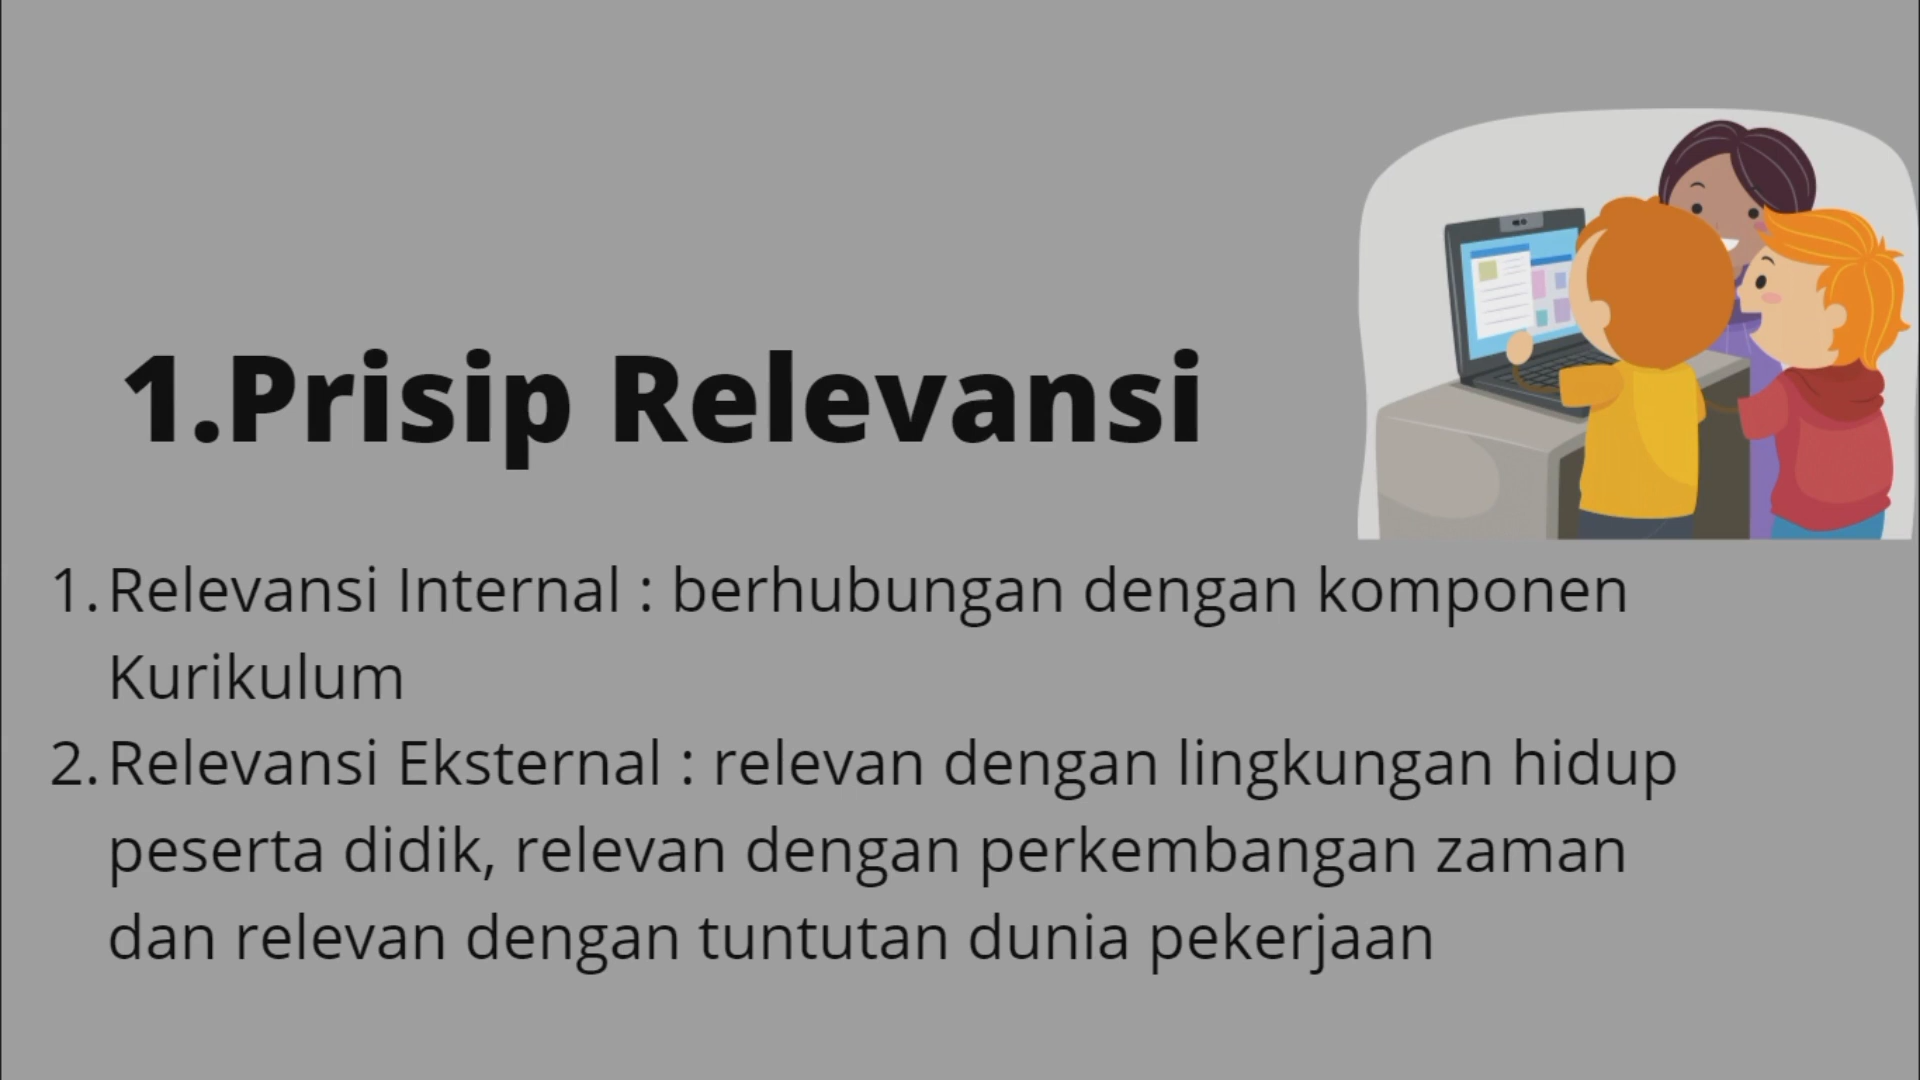 1.Prisip Relevansi
1. Relevansi Internal : berhubungan dengan komponen
Kurikulum
2. Relevansi Eksternal : relevan dengan lingkungan hidup
peserta didik, relevan dengan perkembangan zaman
dan relevan dengan tuntutan dunia pekerjaan